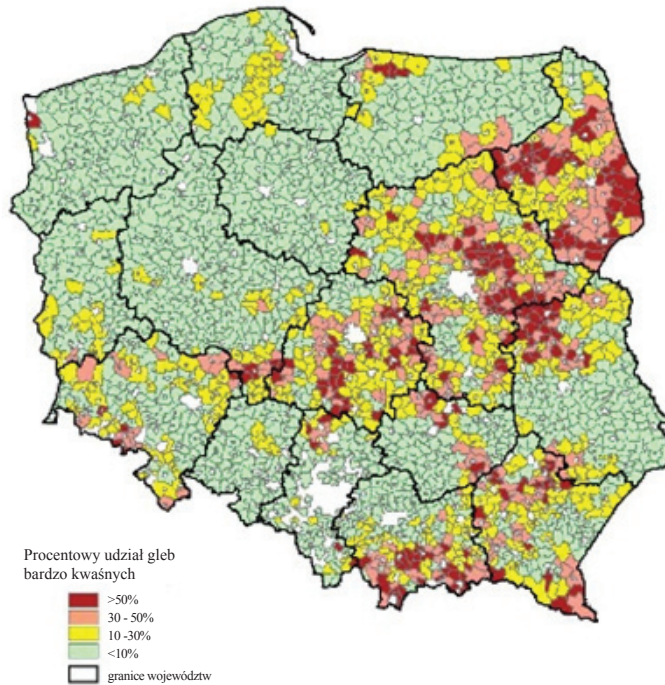 Procentowy udział gleb
bardzo kwaśnych
>50%
30 - 50%
10 -30%
<10%
granice województw